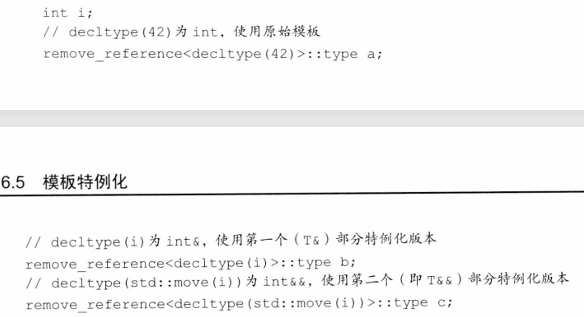 int i;
// decltype(42)为 int，使用原始模板
remove_reference<decltype(42)>::type a;
6.5 模板特例化
// decltype(i)为 int&，使用第一个（T&）部分特例化版本
remove_reference<decltype(i)>::type b;
// decltype(std::move(i))为 int&&，使用第二个（即 T&&）部分特例化版本
remove_reference<decltype(std::move(i))>::type c;